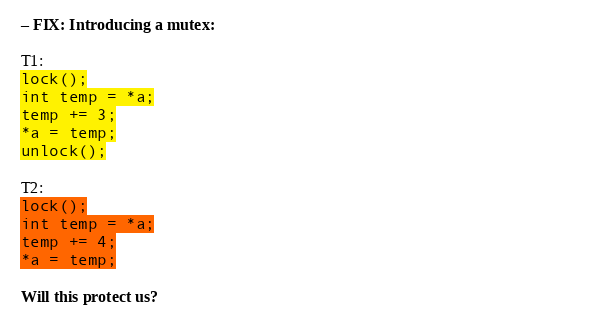 – FIX: Introducing a mutex:
T1:
lock();
int temp = *a;
temp += 3;
*a = temp;
unlock();
T2:
lock();
int temp = *a;
temp += 4;
*a = temp;
Will this protect us?